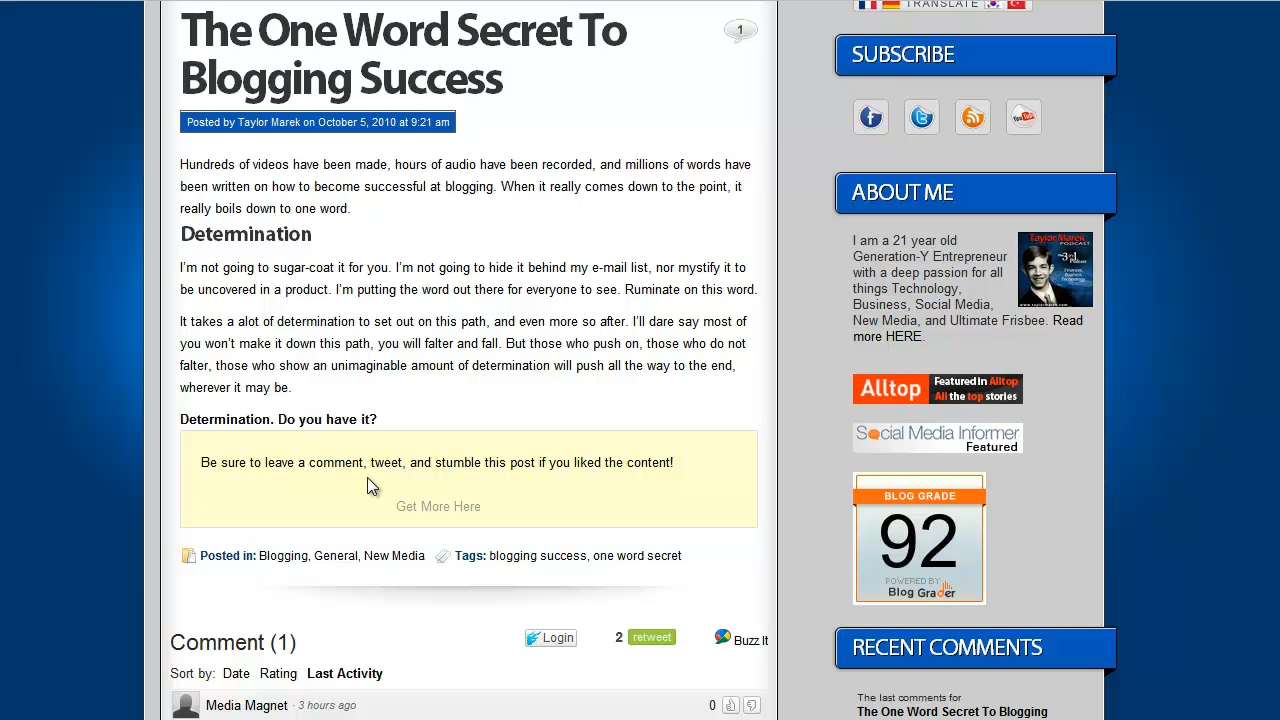 The One Word Secret To
Blogging Success
1
Posted by Taylor Marek on October 5, 2010 at 9:21 am
Hundreds of videos have been made, hours of audio have been recorded, and millions of words have
been written on how to become successful at blogging. When it really comes down to the point, it
really boils down to one word.
Determination
I'm not going to sugar-coat it for you. I'm not going to hide it behind my e-mail list, nor mystify it to
be uncovered in a product. I'm putting the word out there for everyone to see. Ruminate on this word.
It takes a alot of determination to set out on this path, and even more so after. I'll dare say most of
you won't make it down this path, you will falter and fall. But those who push on, those who do not
falter, those who show an unimaginable amount of determination will push all the way to the end,
wherever it may be.
Determination. Do you have it?
Be sure to leave a comment, tweet, and stumble this post if you liked the content!
Get More Here
Posted in: Blogging, General, New Media Tags: blogging success, one word secret
Comment (1)
Login
2 retweet
Buzz It
Sort by: Date Rating Last Activity
Media Magnet · 3 hours ago
0
TRANSLATE
SUBSCRIBE
You Tube
ABOUT ME
I am a 21 year old
Generation-Y Entrepreneur
with a deep passion for all
things Technology,
Business, Social Media,
New Media, and Ultimate Frisbee. Read
more HERE.
Taylor Marek
PODCAST
Alltop Featured in Alltop
All the top stories
Social Media Informer
Featured
BLOG GRADE
92
POWERED BY
Blog Grader
RECENT COMMENTS
The last comments for
The One Word Secret To Blogging